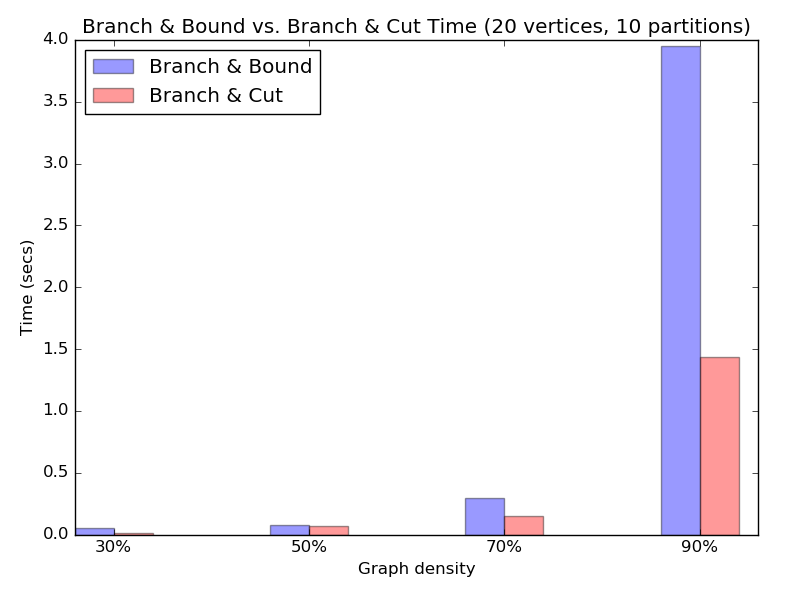 Branch & Bound vs. Branch & Cut Time (20 vertices, 10 partitions)
Branch & Bound
Branch & Cut
4.0
3.5
3.0
2.5
2.0
1.5
1.0
0.5
0.0
Time (secs)
30% 50% 70% 90%
Graph density